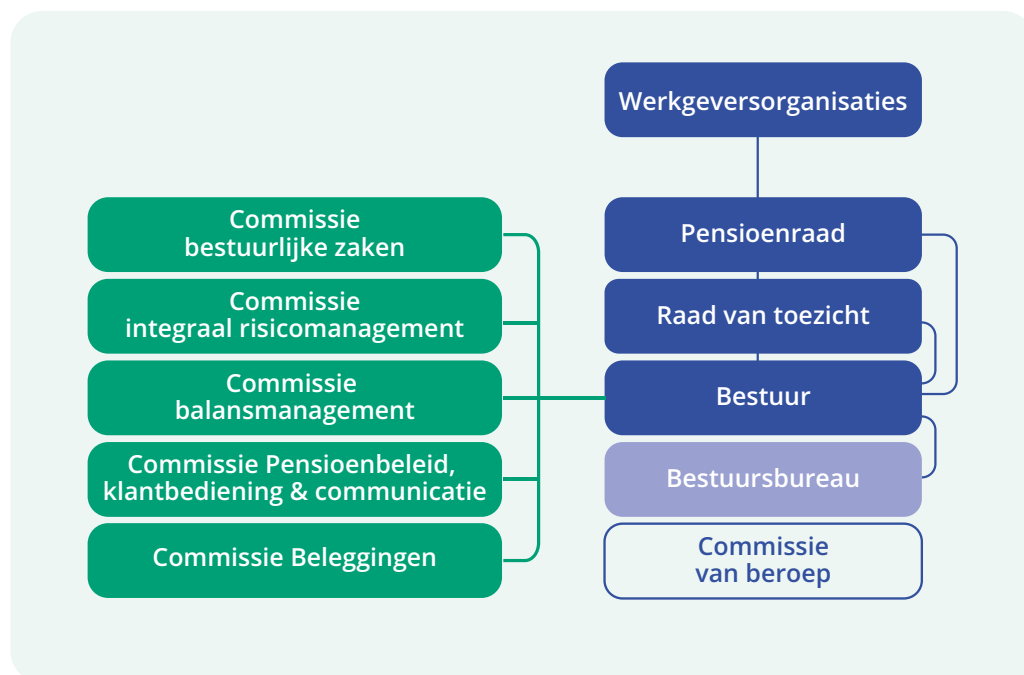 Werkgeversorganisaties
Commissie
bestuurlijke zaken
Commissie
integraal risicomanagement
Commissie
balansmanagement
Commissie Pensioenbeleid,
klantbediening & communicatie
Commissie Beleggingen
Pensioenraad
Raad van toezicht
Bestuur
Bestuursbureau
Commissie
van beroep